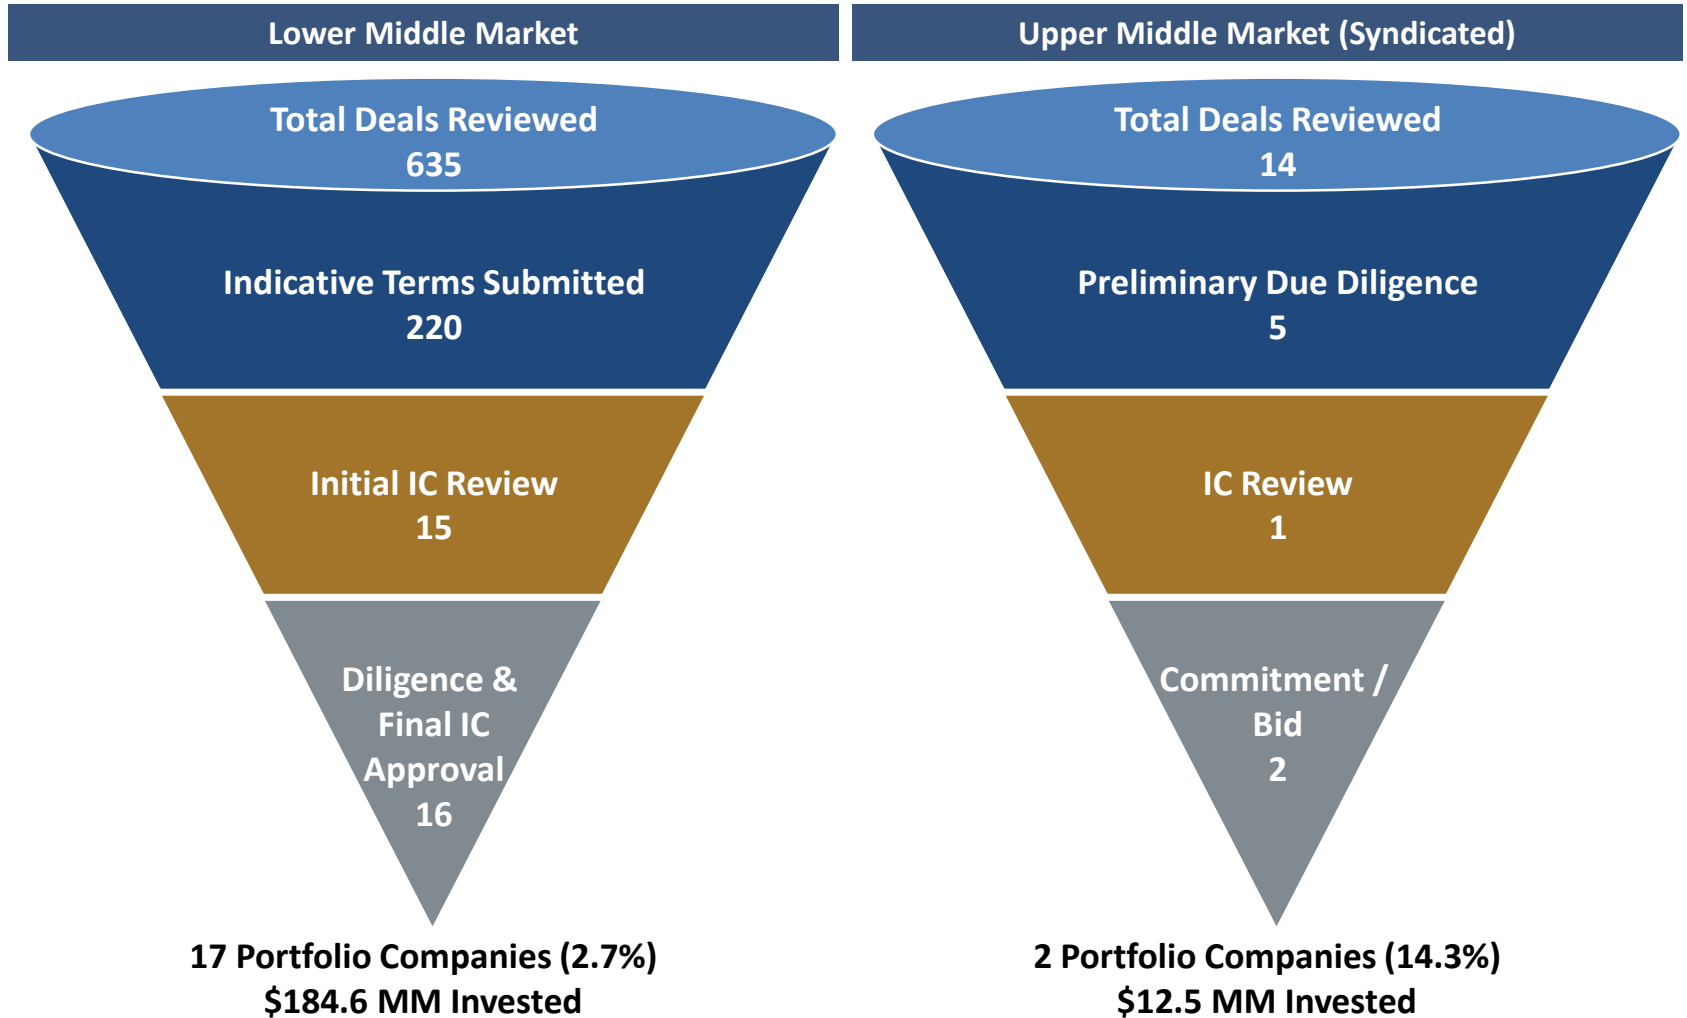 Lower Middle Market
Total Deals Reviewed
635
Indicative Terms Submitted
220
Initial IC Review
15
Diligence &
Final IC
Approval
16
17 Portfolio Companies (2.7%)
$184.6 MM Invested
Upper Middle Market (Syndicated)
Total Deals Reviewed
14
Preliminary Due Diligence
5
IC Review
1
Commitment /
Bid
2
2 Portfolio Companies (14.3%)
$12.5 MM Invested